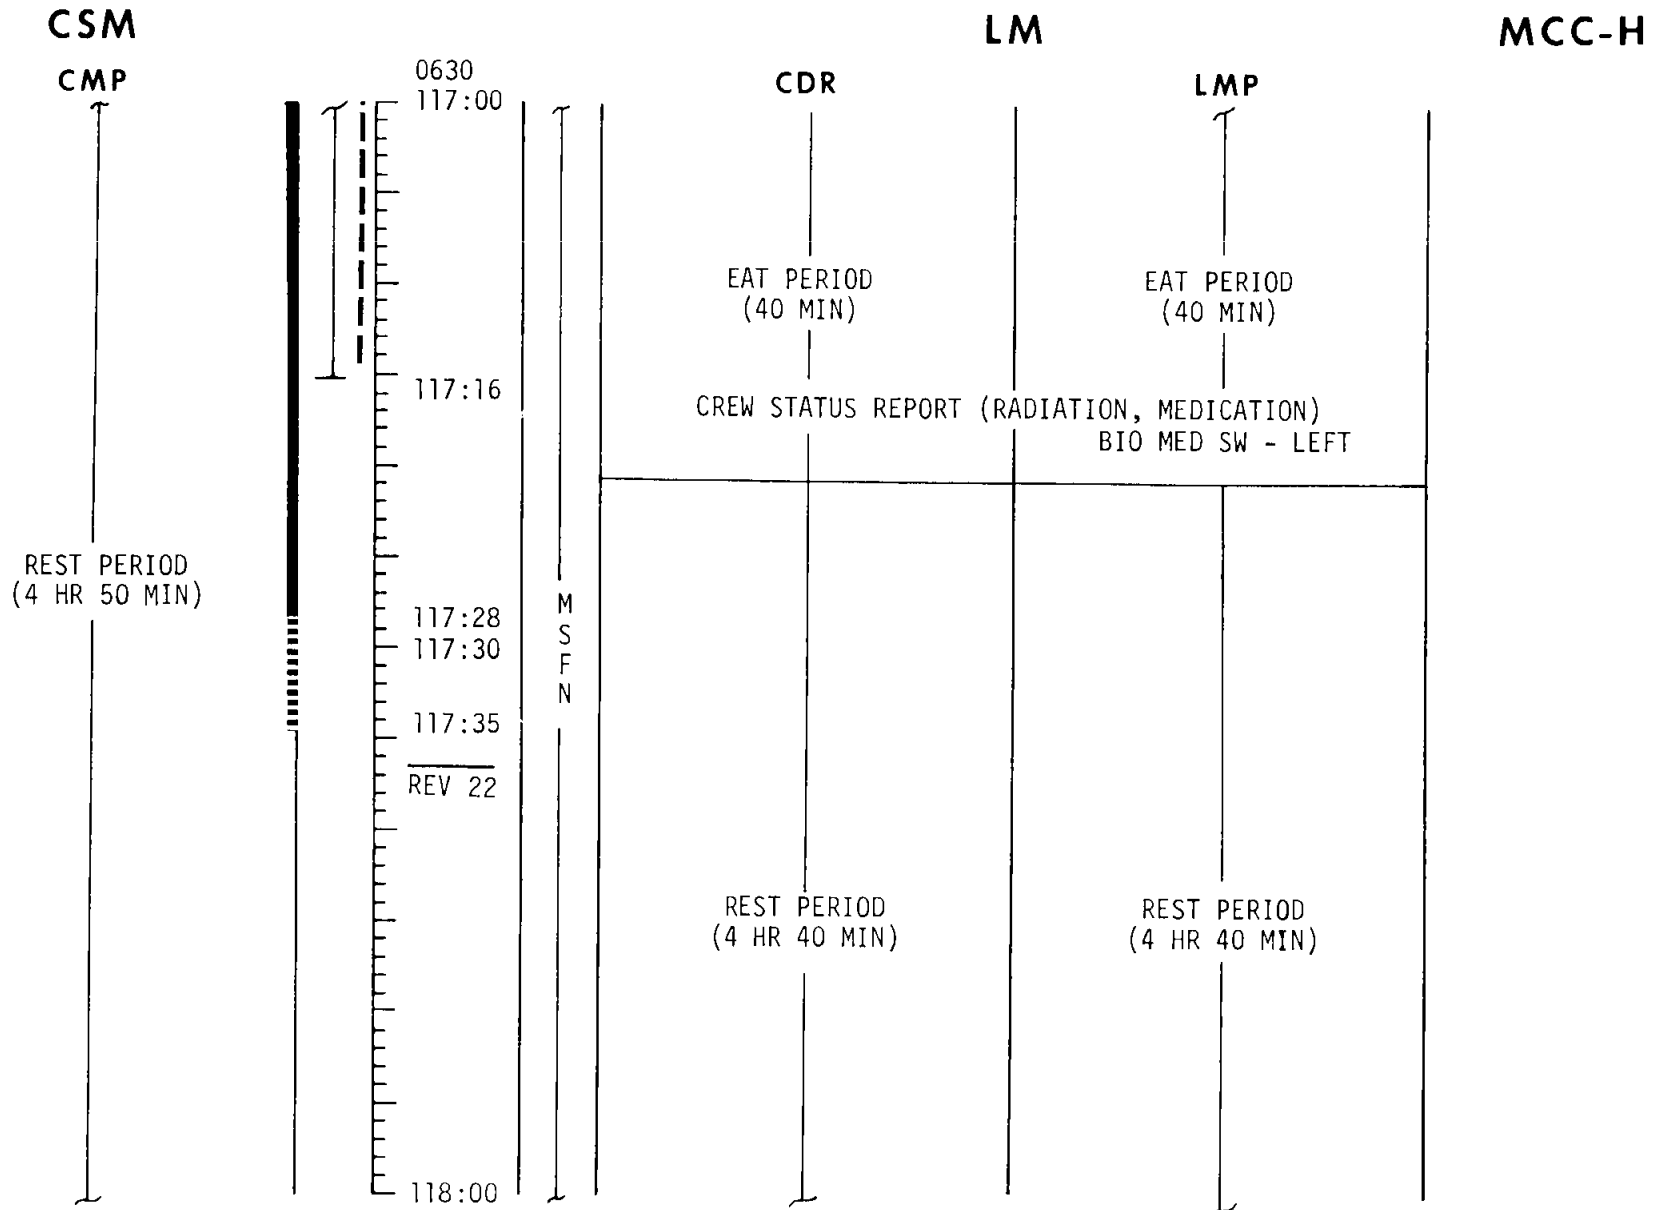 CSM
LM
MCC-H
CMP
CDR
LMP
0630
117:00
EAT PERIOD
(40 MIN)
EAT PERIOD
(40 MIN)
117:16
CREW STATUS REPORT (RADIATION, MEDICATION)
BIO MED SW - LEFT
REST PERIOD
(4 HR 50 MIN)
117:28
117:30
MSFN
117:35
REV 22
REST PERIOD
(4 HR 40 MIN)
REST PERIOD
(4 HR 40 MIN)
118:00